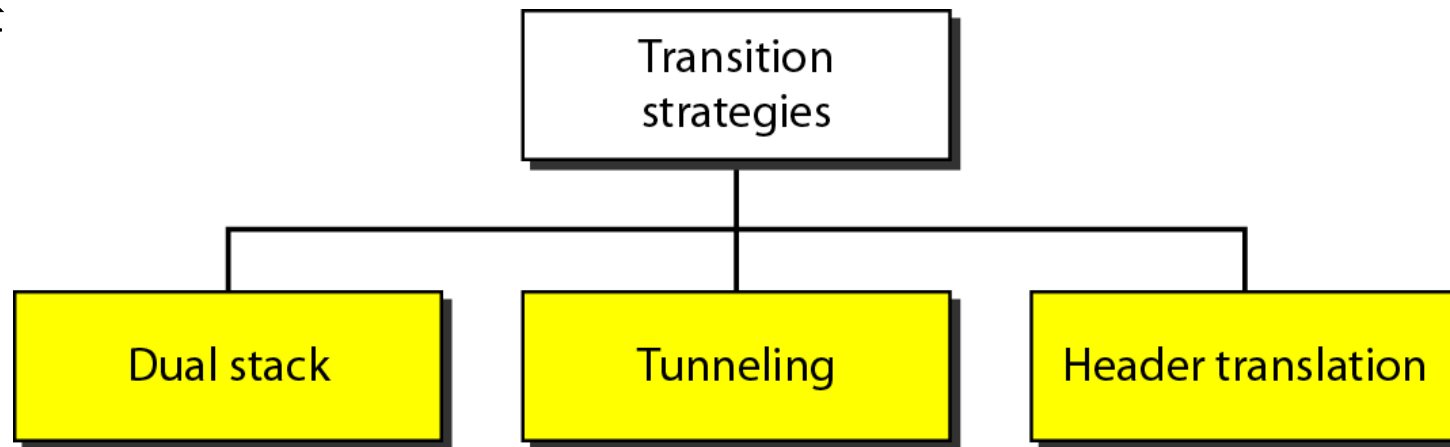 Transition
strategies
Dual stack
Tunneling
Header translation